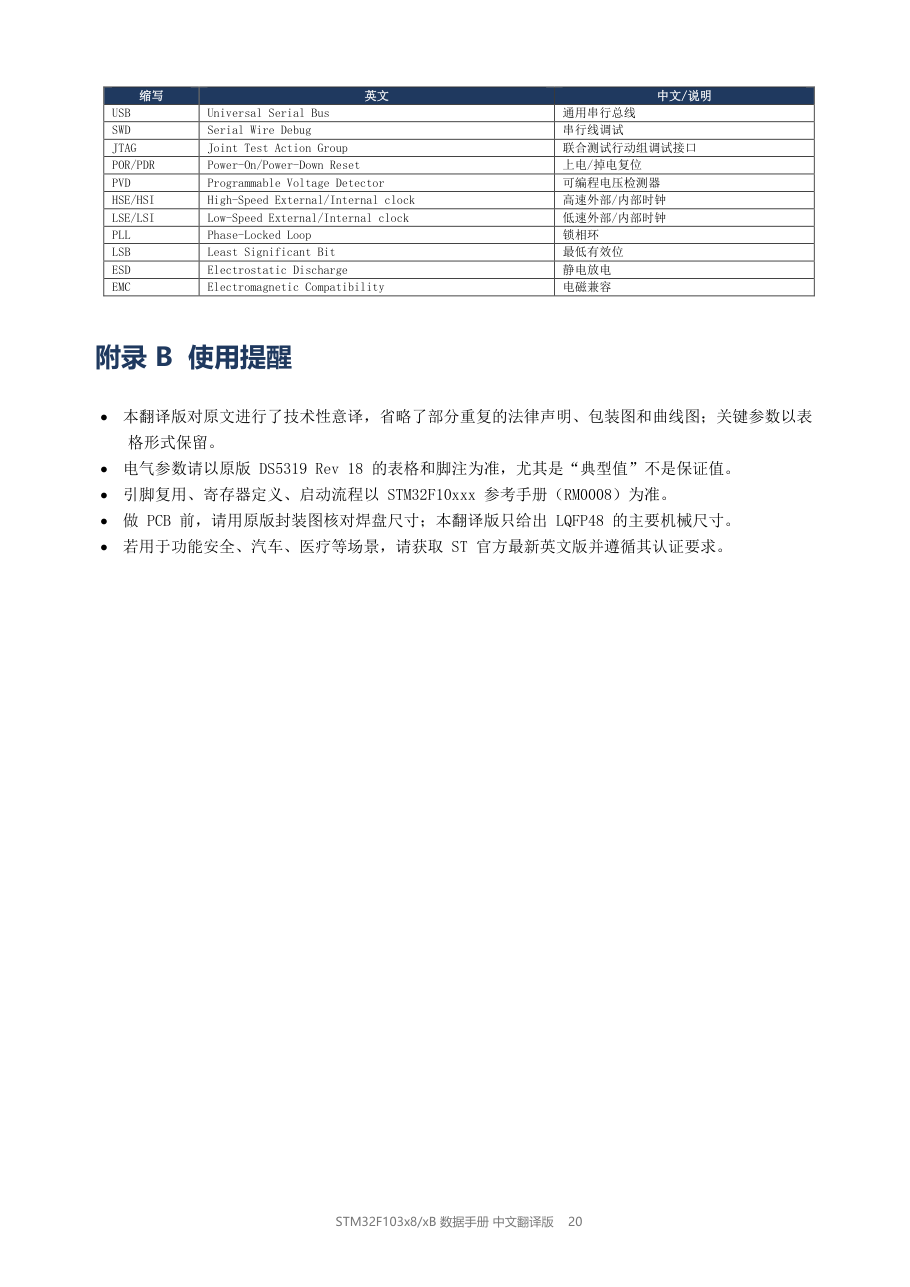 缩写 英文 中文/说明
USB Universal Serial Bus 通用串行总线
SWD Serial Wire Debug 串行线调试
JTAG Joint Test Action Group 联合测试行动组调试接口
POR/PDR Power-On/Power-Down Reset 上电/掉电复位
PVD Programmable Voltage Detector 可编程电压检测器
HSE/HSI High-Speed External/Internal clock 高速外部/内部时钟
LSE/LSI Low-Speed External/Internal clock 低速外部/内部时钟
PLL Phase-Locked Loop 锁相环
LSB Least Significant Bit 最低有效位
ESD Electrostatic Discharge 静电放电
EMC Electromagnetic Compatibility 电磁兼容
附录 B 使用提醒
• 本翻译版对原文进行了技术性意译，省略了部分重复的法律声明、包装图和曲线图；关键参数以表
格形式保留。
• 电气参数请以原版 DS5319 Rev 18 的表格和脚注为准，尤其是“典型值”不是保证值。
• 引脚复用、寄存器定义、启动流程以 STM32F10xxx 参考手册（RM0008）为准。
• 做 PCB 前，请用原版封装图核对焊盘尺寸；本翻译版只给出 LQFP48 的主要机械尺寸。
• 若用于功能安全、汽车、医疗等场景，请获取 ST 官方最新英文版并遵循其认证要求。
STM32F103x8/xB 数据手册 中文翻译版 20